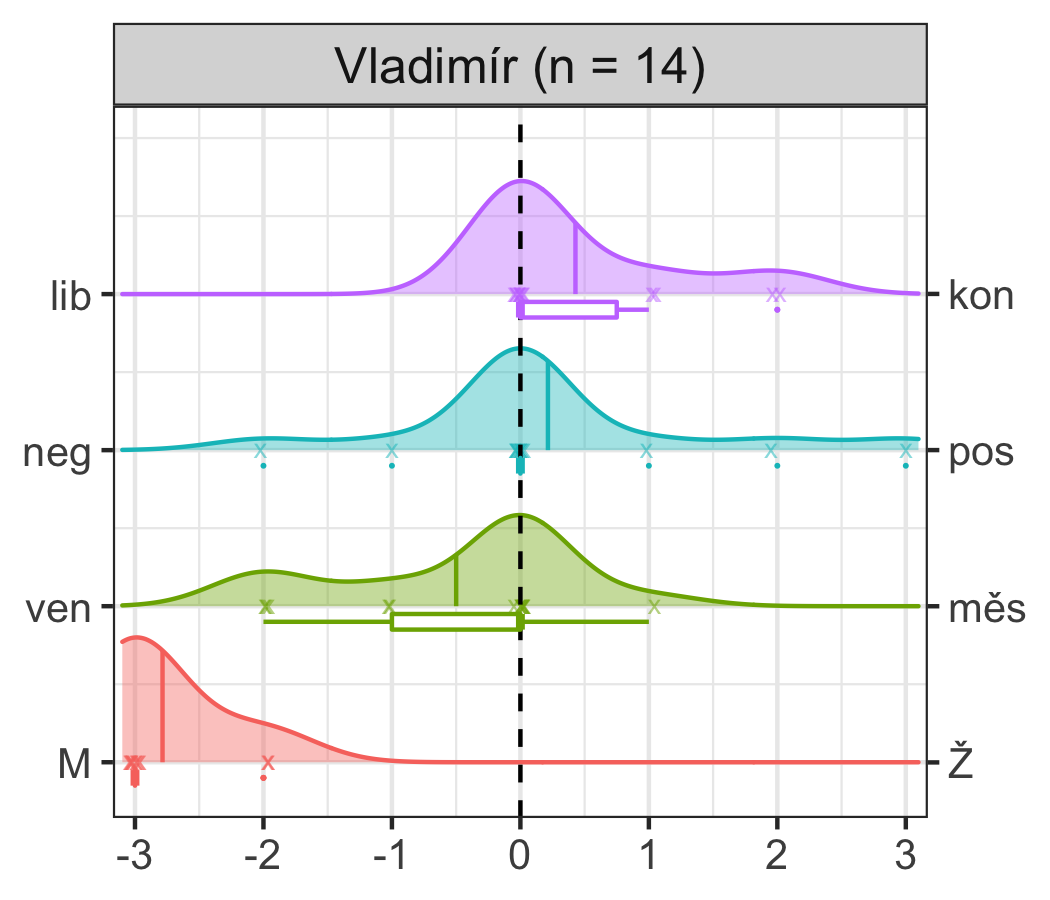 Vladimír (n = 14)
lib kon
neg pos
ven měs
M Ž
-3 -2 -1 0 1 2 3